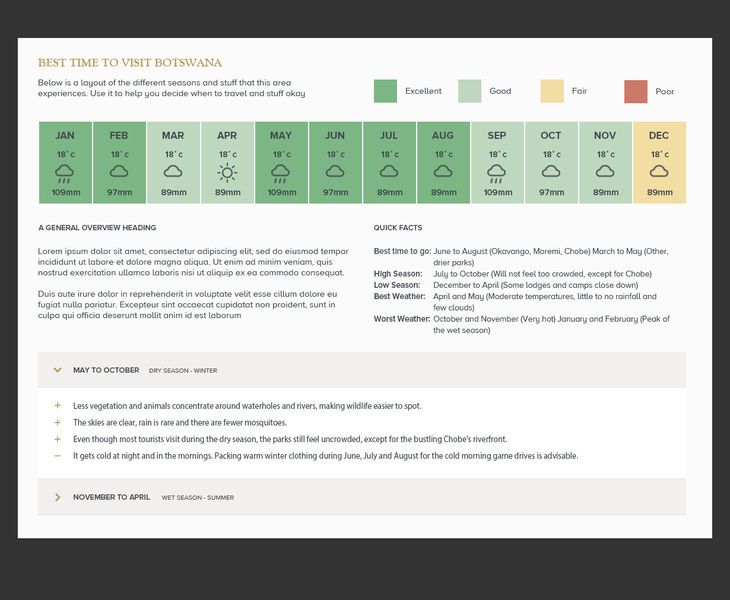 BEST TIME TO VISIT BOTSWANA
Below is a layout of the different seasons and stuff that this area
experiences. Use it to help you decide when to travel and stuff okay
Excellent Good Fair Poor
JAN FEB MAR APR MAY JUN JUL AUG SEP OCT NOV DEC
18° c 18° c 18° c 18° c 18° c 18° c 18° c 18° c 18° c 18° c 18° c 18° c
109mm 97mm 89mm 89mm 109mm 97mm 89mm 89mm 109mm 97mm 89mm 89mm
A GENERAL OVERVIEW HEADING
Lorem ipsum dolor sit amet, consectetur adipiscing elit, sed do eiusmod tempor
incididunt ut labore et dolore magna aliqua. Ut enim ad minim veniam, quis
nostrud exercitation ullamco laboris nisi ut aliquip ex ea commodo consequat.
Duis aute irure dolor in reprehenderit in voluptate velit esse cillum dolore eu
fugiat nulla pariatur. Excepteur sint occaecat cupidatat non proident, sunt in
culpa qui officia deserunt mollit anim id est laborum
QUICK FACTS
Best time to go: June to August (Okavango, Moremi, Chobe) March to May (Other,
drier parks)
High Season: July to October (Will not feel too crowded, except for Chobe)
Low Season: December to April (Some lodges and camps close down)
Best Weather: April and May (Moderate temperatures, little to no rainfall and
few clouds)
Worst Weather: October and November (Very hot) January and February (Peak of
the wet season)
MAY TO OCTOBER DRY SEASON - WINTER
+ Less vegetation and animals concentrate around waterholes and rivers, making wildlife easier to spot.
+ The skies are clear, rain is rare and there are fewer mosquitoes.
+ Even though most tourists visit during the dry season, the parks still feel uncrowded, except for the bustling Chobe's riverfront.
– It gets cold at night and in the mornings. Packing warm winter clothing during June, July and August for the cold morning game drives is advisable.
NOVEMBER TO APRIL WET SEASON - SUMMER